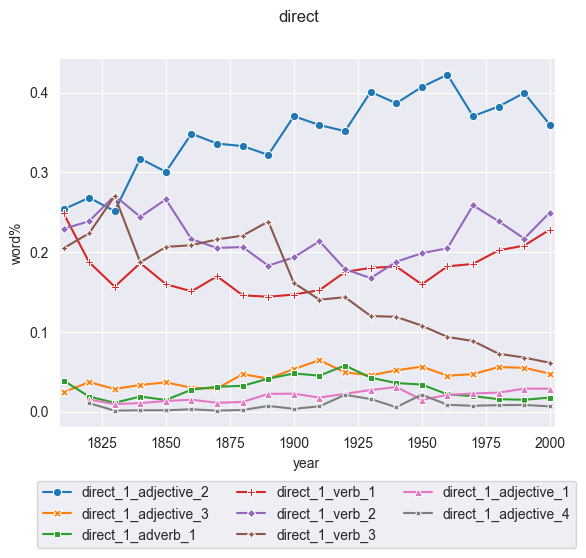 direct
0.4
0.3
0.2
0.1
0.0
word%
1825 1850 1875 1900 1925 1950 1975 2000
year
direct_1_adjective_2 direct_1_verb_1 direct_1_adjective_1
direct_1_adjective_3 direct_1_verb_2 direct_1_adjective_4
direct_1_adverb_1 direct_1_verb_3